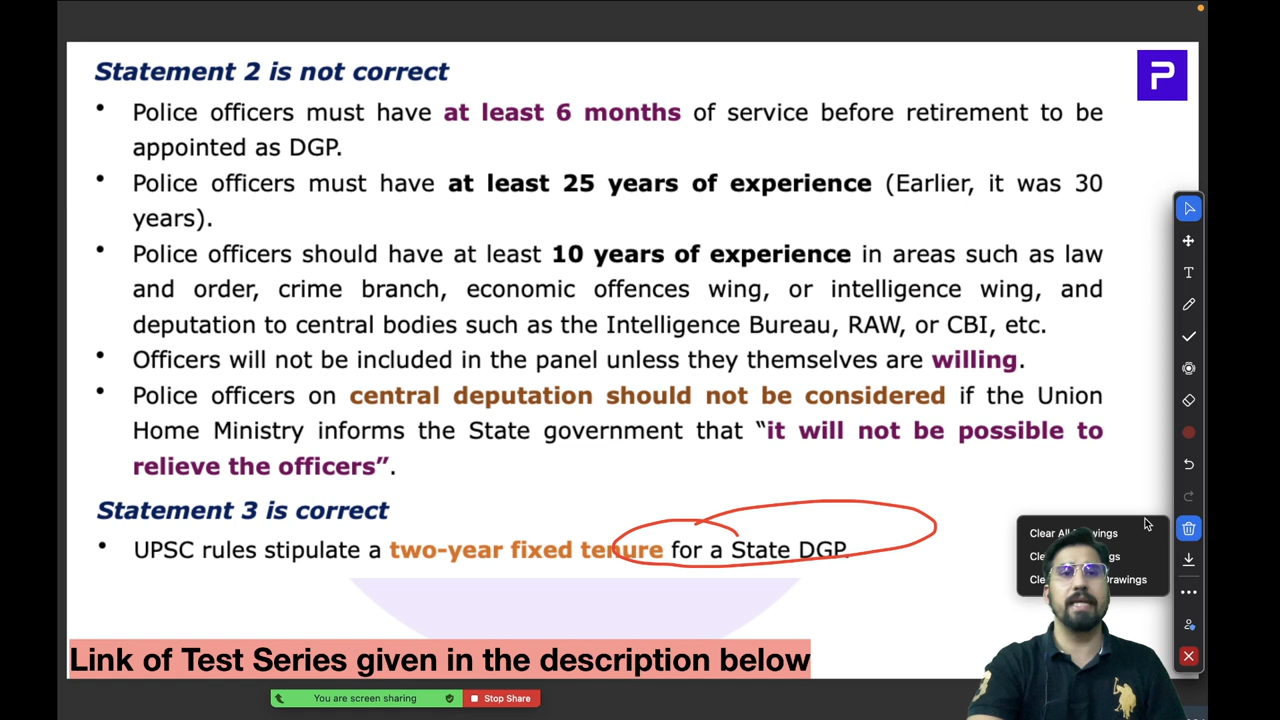 Statement 2 is not correct
• Police officers must have at least 6 months of service before retirement to be
appointed as DGP.
• Police officers must have at least 25 years of experience (Earlier, it was 30
years).
• Police officers should have at least 10 years of experience in areas such as law
and order, crime branch, economic offences wing, or intelligence wing, and
deputation to central bodies such as the Intelligence Bureau, RAW, or CBI, etc.
• Officers will not be included in the panel unless they themselves are willing.
• Police officers on central deputation should not be considered if the Union
Home Ministry informs the State government that “it will not be possible to
relieve the officers”.
Statement 3 is correct
• UPSC rules stipulate a two-year fixed tenure for a State DGP.
Clear All
Drawings
Link of Test Series given in the description below
You are screen sharing
Stop Share